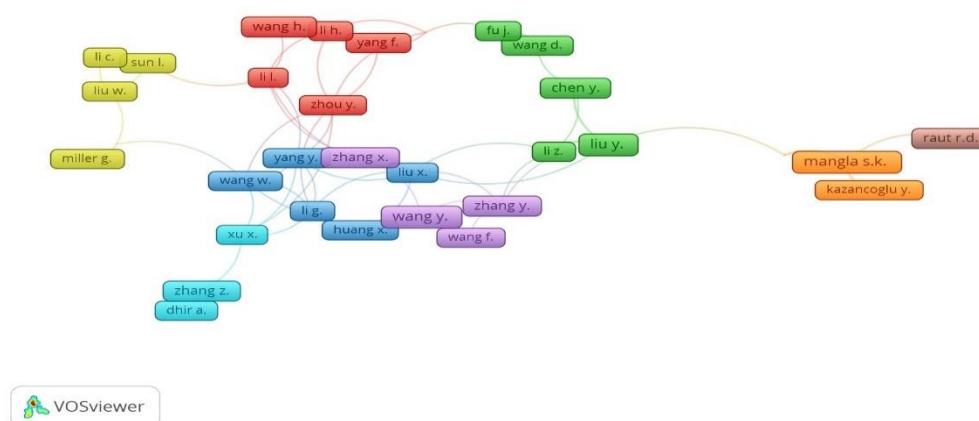 wang h.
li h.
yang f.
fu j.
wang d.
li c.
sun l.
liu w.
li l.
zhou y.
chen y.
miller g.
yang y.
zhang x.
liu x.
li z.
liu y.
mangla s.k.
raut r.d.
kazancoglu y.
wang w.
li g.
huang x.
wang y.
zhang y.
wang f.
xu x.
zhang z.
dhir a.
VOSviewer